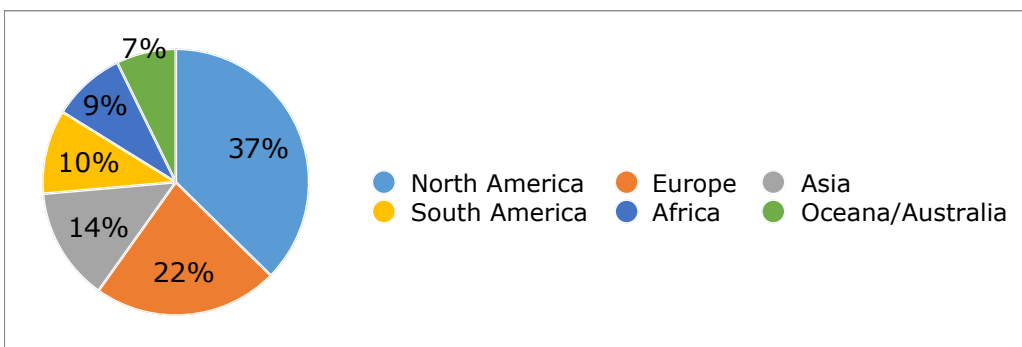 7%
9%
37%
10%
14%
22%
North America
Europe
Asia
South America
Africa
Oceana/Australia